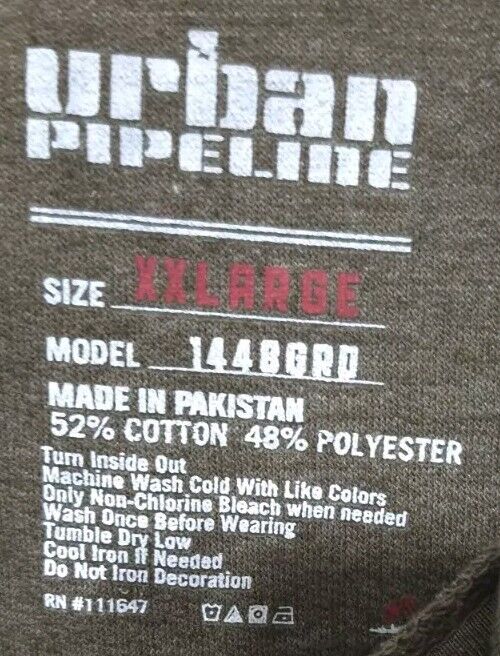 urban
PIPELINE
SIZE XXLARGE
MODEL 1448GRD
MADE IN PAKISTAN
52% COTTON 48% POLYESTER
Turn Inside Out
Machine Wash Cold With Like Colors
Only Non-Chlorine Bleach when needed
Wash Once Before Wearing
Tumble Dry Low
Cool Iron If Needed
Do Not Iron Decoration
RN #111647